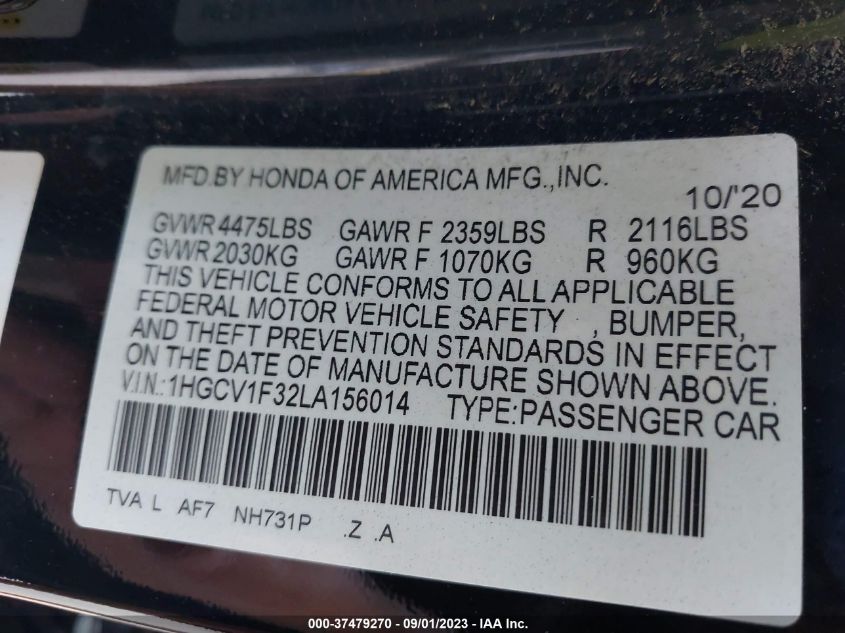 MFD.BY HONDA OF AMERICA MFG.,INC.
10/'20
GVWR 4475LBS GAWR F 2359LBS R 2116LBS
GVWR 2030KG GAWR F 1070KG R 960KG
THIS VEHICLE CONFORMS TO ALL APPLICABLE
FEDERAL MOTOR VEHICLE SAFETY , BUMPER,
AND THEFT PREVENTION STANDARDS IN EFFECT
ON THE DATE OF MANUFACTURE SHOWN ABOVE.
V.I.N.:1HGCV1F32LA156014 TYPE:PASSENGER CAR
TVA L AF7 NH731P .Z .A
000-37479270 - 09/01/2023 - IAA Inc.